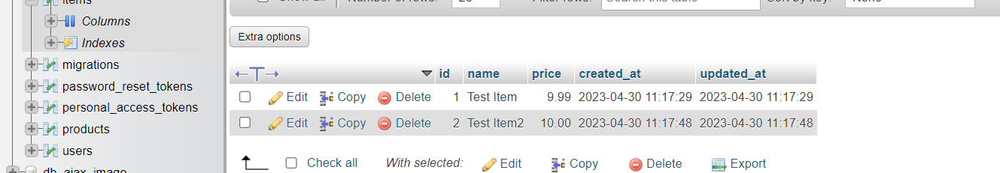 items
Show all
Number of rows:
25
Filter rows:
Search this table
Sort by key:
None
Columns
Indexes
migrations
password_reset_tokens
personal_access_tokens
products
users
db_ajax_image
Extra options
id name price created_at updated_at
Edit Copy Delete 1 Test Item 9.99 2023-04-30 11:17:29 2023-04-30 11:17:29
Edit Copy Delete 2 Test Item2 10.00 2023-04-30 11:17:48 2023-04-30 11:17:48
Check all With selected: Edit Copy Delete Export